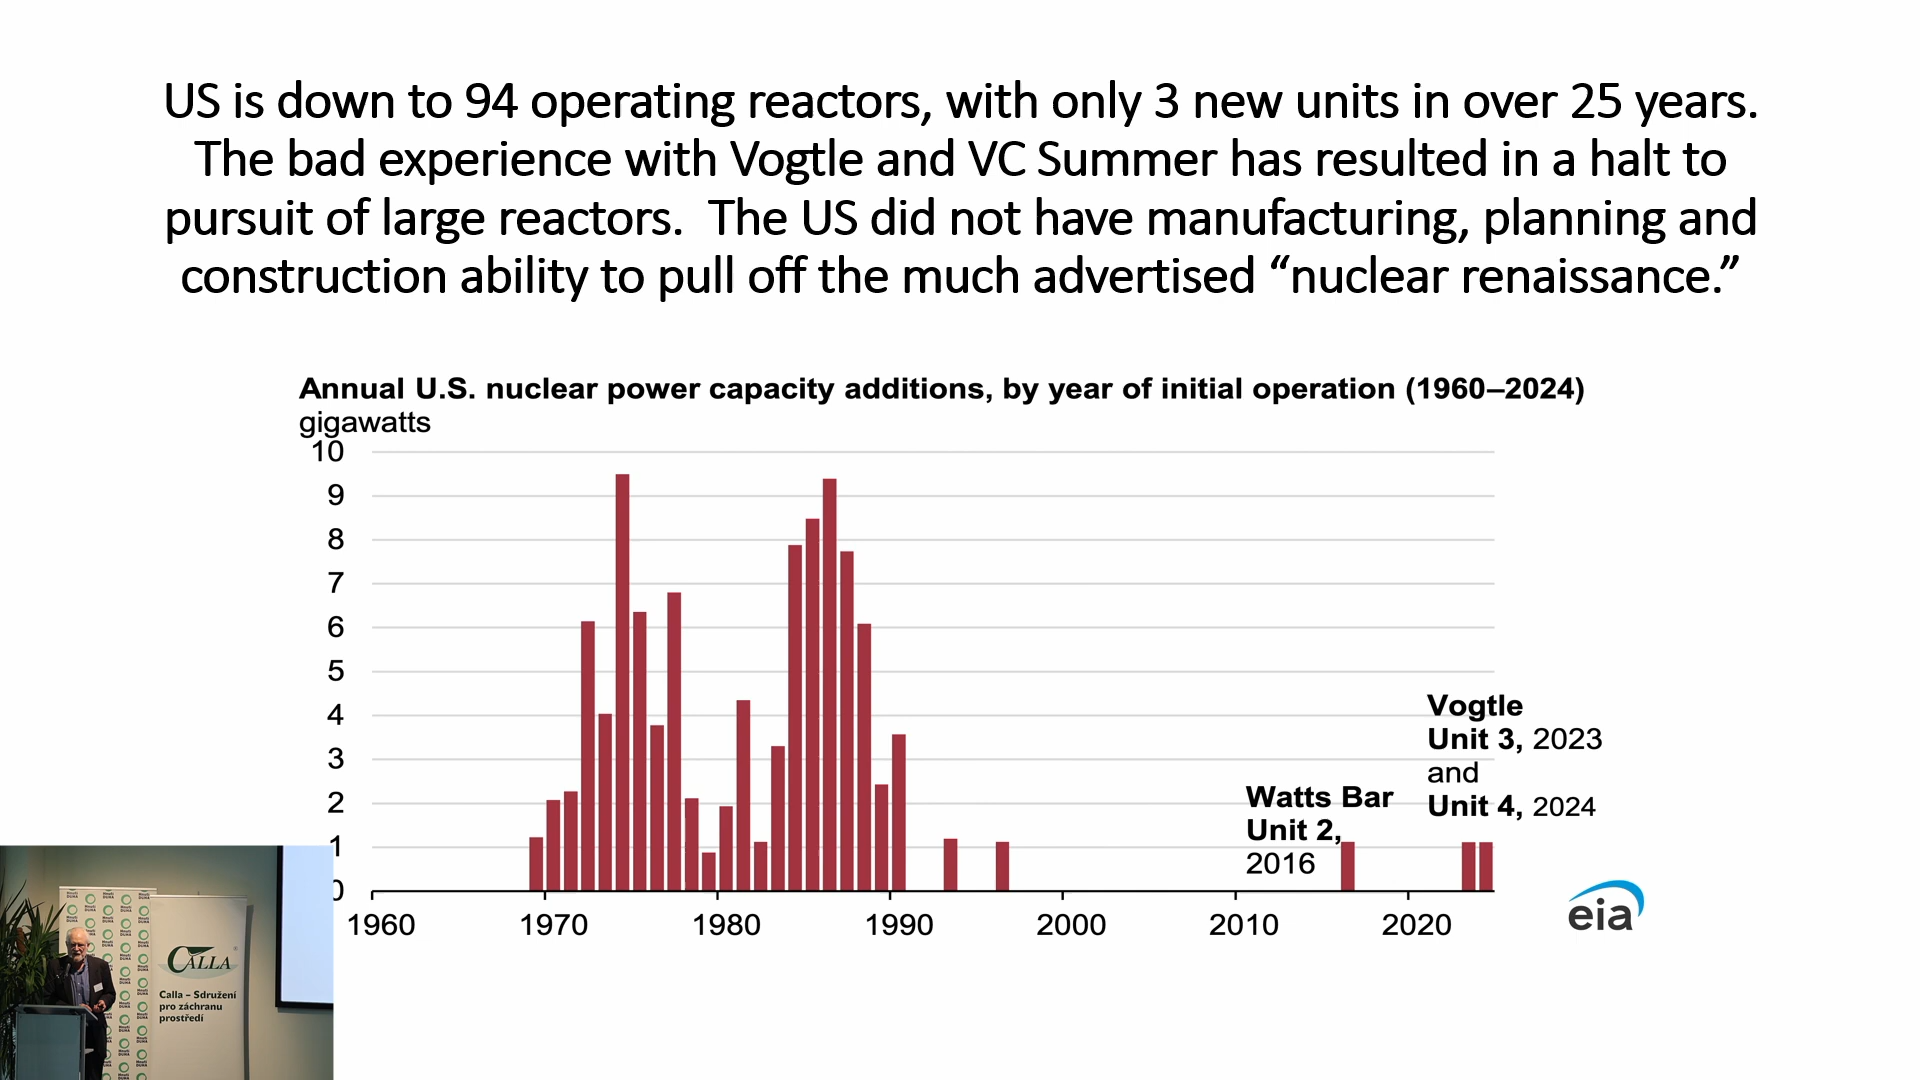 US is down to 94 operating reactors, with only 3 new units in over 25 years.
The bad experience with Vogtle and VC Summer has resulted in a halt to
pursuit of large reactors.  The US did not have manufacturing, planning and
construction ability to pull off the much advertised “nuclear renaissance.”
Annual U.S. nuclear power capacity additions, by year of initial operation (1960–2024)
gigawatts
10
9
8
7
6
5
4
3
2
1
0
Vogtle
Unit 3, 2023
and
Unit 4, 2024
Watts Bar
Unit 2,
2016
1960
1970
1980
1990
2000
2010
2020
eia
CALLA
Calla – Sdružení
pro záchranu
prostředí